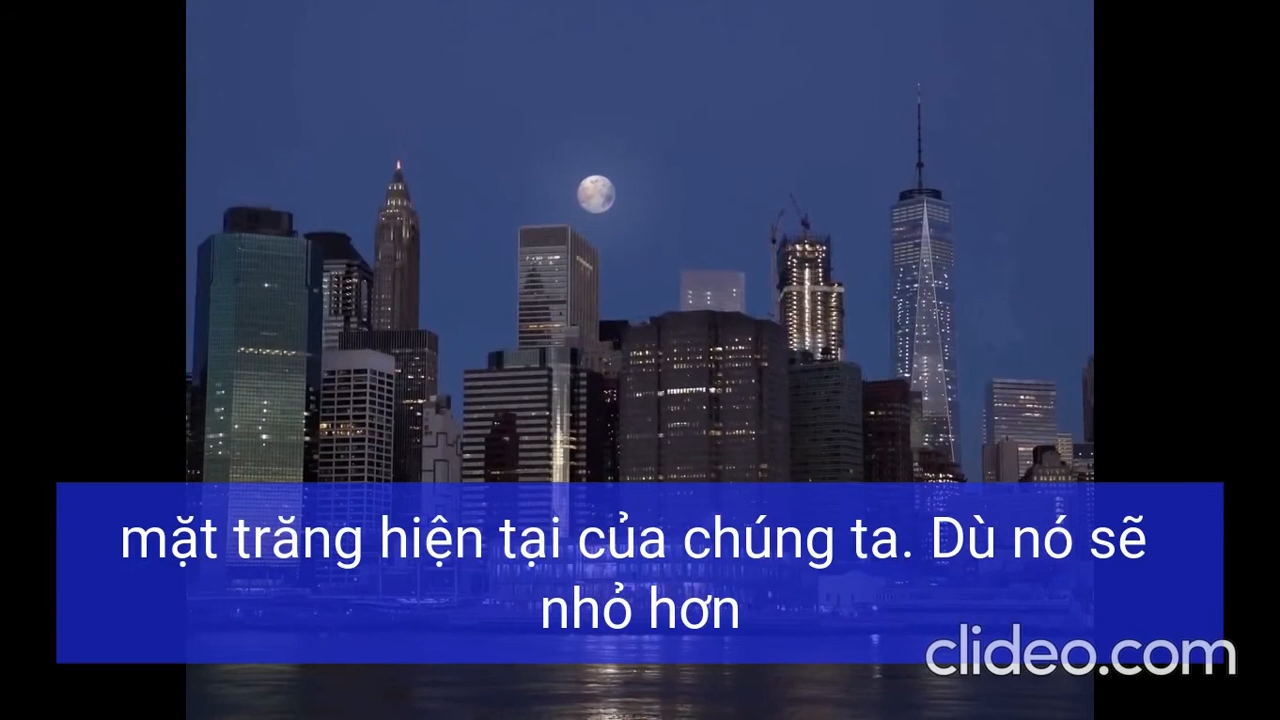 mặt trăng hiện tại của chúng ta. Dù nó sẽ
nhỏ hơn
clideo.com